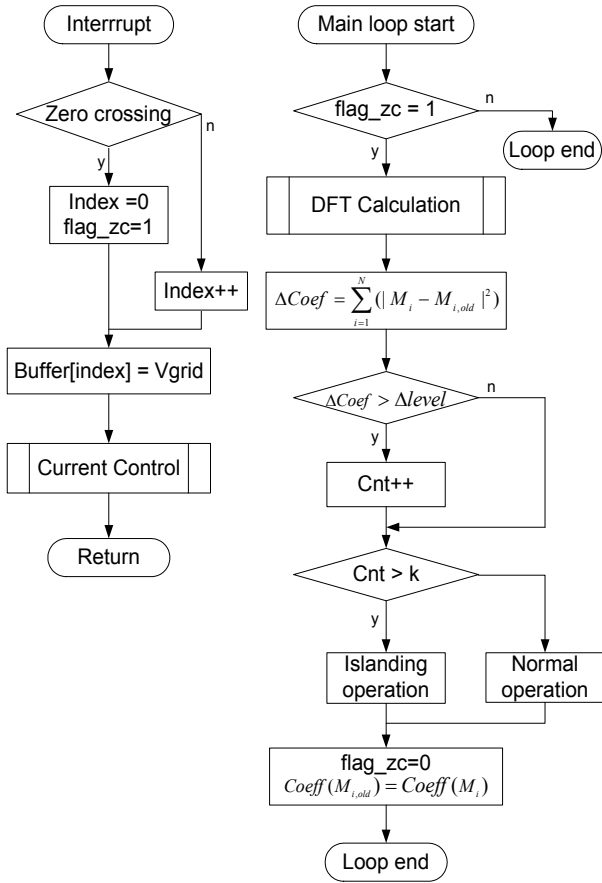 Interrrupt
Zero crossing
n
y
Index =0
flag_zc=1
Index++
Buffer[index] = Vgrid
Current Control
Return
Main loop start
flag_zc = 1
n
Loop end
y
DFT Calculation
ΔCoef = \sum_{i=1}^{N} (| M_i − M_{i,old} |^2)
ΔCoef > Δlevel
n
y
Cnt++
Cnt > k
y
Islanding
operation
Normal
operation
flag_zc=0
Coeff(M_{i,old}) = Coeff(M_i)
Loop end